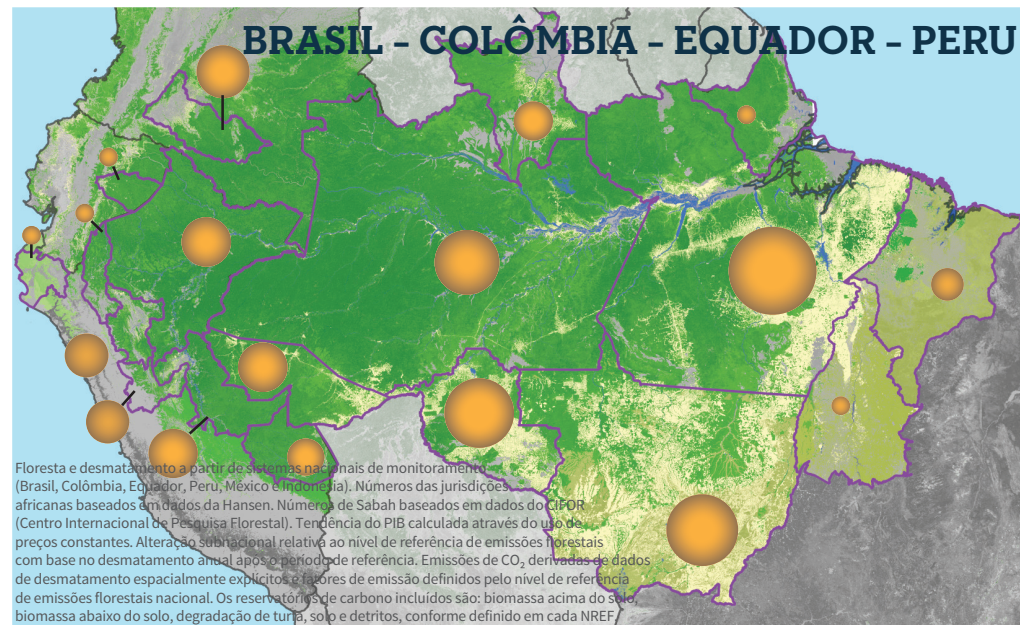 BRASIL - COLÔMBIA - EQUADOR - PERU
Floresta e desmatamento a partir de sistemas nacionais de monitoramento
(Brasil, Colômbia, Equador, Peru, México e Indonésia). Números das jurisdições
africanas baseados em dados da Hansen. Números de Sabah baseados em dados do CIFOR
(Centro Internacional de Pesquisa Florestal). Tendência do PIB calculada através do uso de
preços constantes. Alteração subnacional relativa ao nível de referência de emissões florestais
com base no desmatamento anual após o período de referência. Emissões de CO₂ derivadas de dados
de desmatamento espacialmente explícitos e fatores de emissão definidos pelo nível de referência
de emissões florestais nacional. Os reservatórios de carbono incluídos são: biomassa acima do solo,
biomassa abaixo do solo, degradação de turfa, solo e detritos, conforme definido em cada NREF.